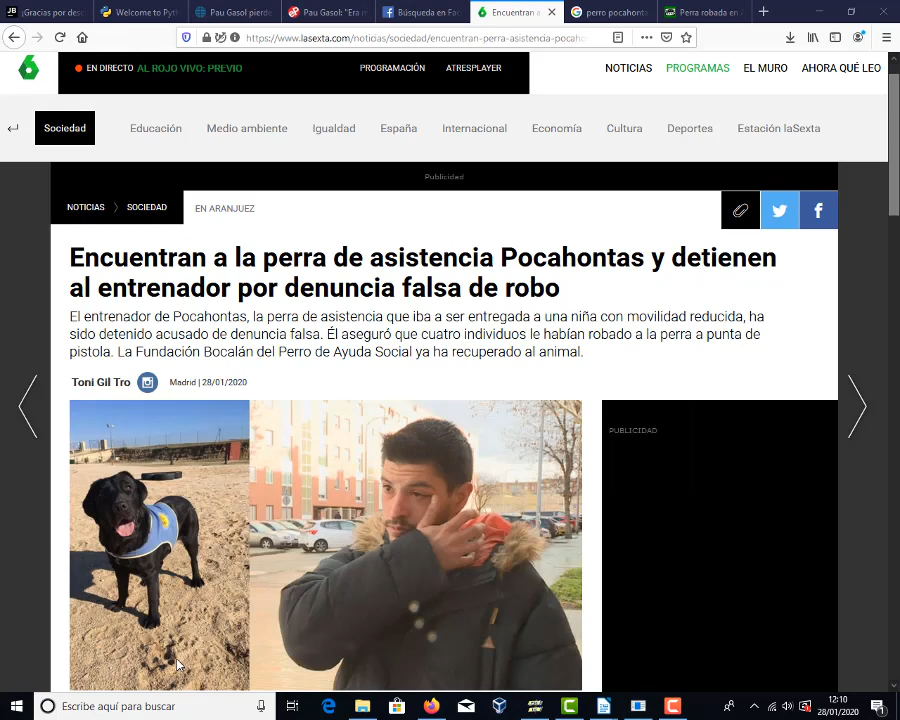 ¡Gracias por des
Welcome to Pyth
Pau Gasol pierde
Pau Gasol: "Era m
Búsqueda en Fac
Encuentran a
perro pocahont
Perra robada en A
https://www.lasexta.com/noticias/sociedad/encuentran-perra-asistencia-pocaho
EN DIRECTO AL ROJO VIVO: PREVIO
PROGRAMACIÓN
ATRESPLAYER
NOTICIAS
PROGRAMAS
EL MURO
AHORA QUÉ LEO
Sociedad
Educación
Medio ambiente
Igualdad
España
Internacional
Economía
Cultura
Deportes
Estación laSexta
Publicidad
NOTICIAS
SOCIEDAD
EN ARANJUEZ
Encuentran a la perra de asistencia Pocahontas y detienen
al entrenador por denuncia falsa de robo
El entrenador de Pocahontas, la perra de asistencia que iba a ser entregada a una niña con movilidad reducida, ha
sido detenido acusado de denuncia falsa. Él aseguró que cuatro individuos le habían robado a la perra a punta de
pistola. La Fundación Bocalán del Perro de Ayuda Social ya ha recuperado al animal.
Toni Gil Tro
Madrid | 28/01/2020
PUBLICIDAD
Escribe aquí para buscar
12:10
28/01/2020